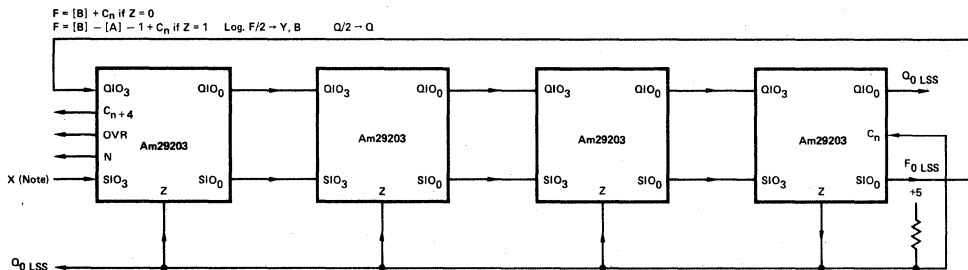 F = [B] + Cn if Z = 0
F = [B] − [A] − 1 + Cn if Z = 1 Log. F/2 → Y, B Q/2 → Q
QIO3 QIO0 QIO3 QIO0 QIO3 QIO0 QIO3 QIO0 Q0 LSS
Cn+4 Cn
OVR Am29203 Am29203 Am29203 Am29203
N F0 LSS
X (Note) SIO3 SIO0 SIO3 SIO0 SIO3 SIO0 SIO3 SIO0 +5
Z Z Z Z
Q0 LSS